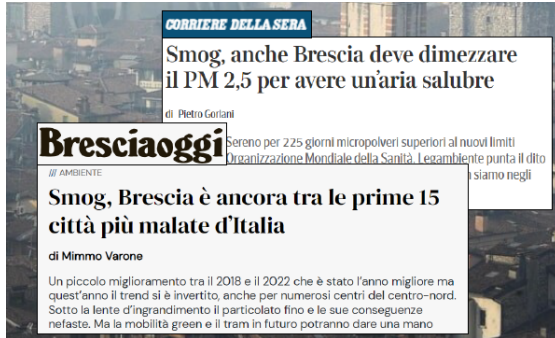 CORRIERE DELLA SERA
Smog, anche Brescia deve dimezzare
il PM 2,5 per avere un'aria salubre
di Pietro Gorlani
Sereno per 225 giorni micropolveri superiori ai nuovi limiti
Organizzazione Mondiale della Sanità. Legambiente punta il dito
siamo negli
Bresciaoggi
/// AMBIENTE
Smog, Brescia è ancora tra le prime 15
città più malate d'Italia
di Mimmo Varone
Un piccolo miglioramento tra il 2018 e il 2022 che è stato l'anno migliore ma
quest'anno il trend si è invertito, anche per numerosi centri del centro-nord.
Sotto la lente d'ingrandimento il particolato fino e le sue conseguenze
nefaste. Ma la mobilità green e il tram in futuro potranno dare una mano